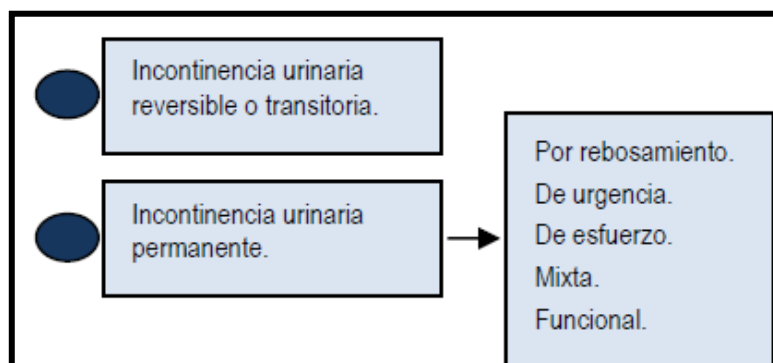 Incontinencia urinaria
reversible o transitoria.
Incontinencia urinaria
permanente.
Por rebosamiento.
De urgencia.
De esfuerzo.
Mixta.
Funcional.